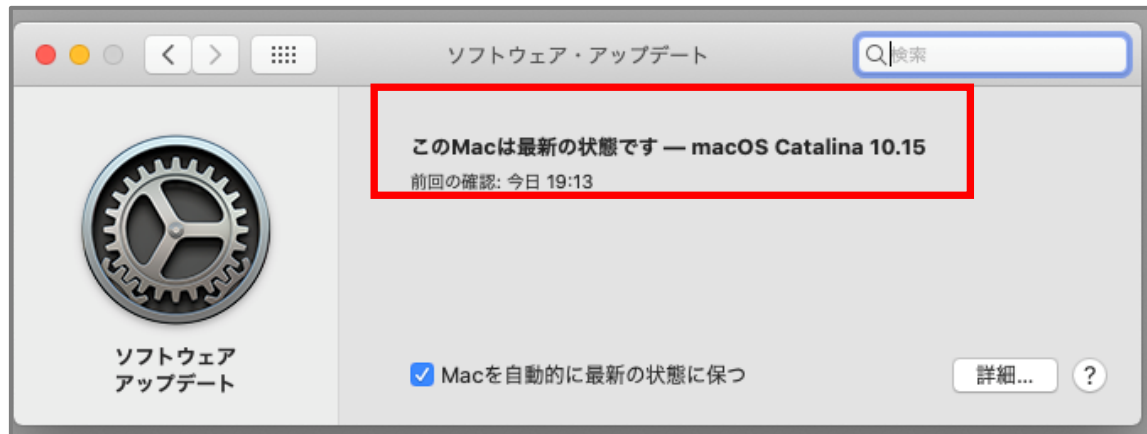 ソフトウェア・アップデート
検索
このMacは最新の状態です — macOS Catalina 10.15
前回の確認: 今日 19:13
ソフトウェア
アップデート
Macを自動的に最新の状態に保つ
詳細...
?